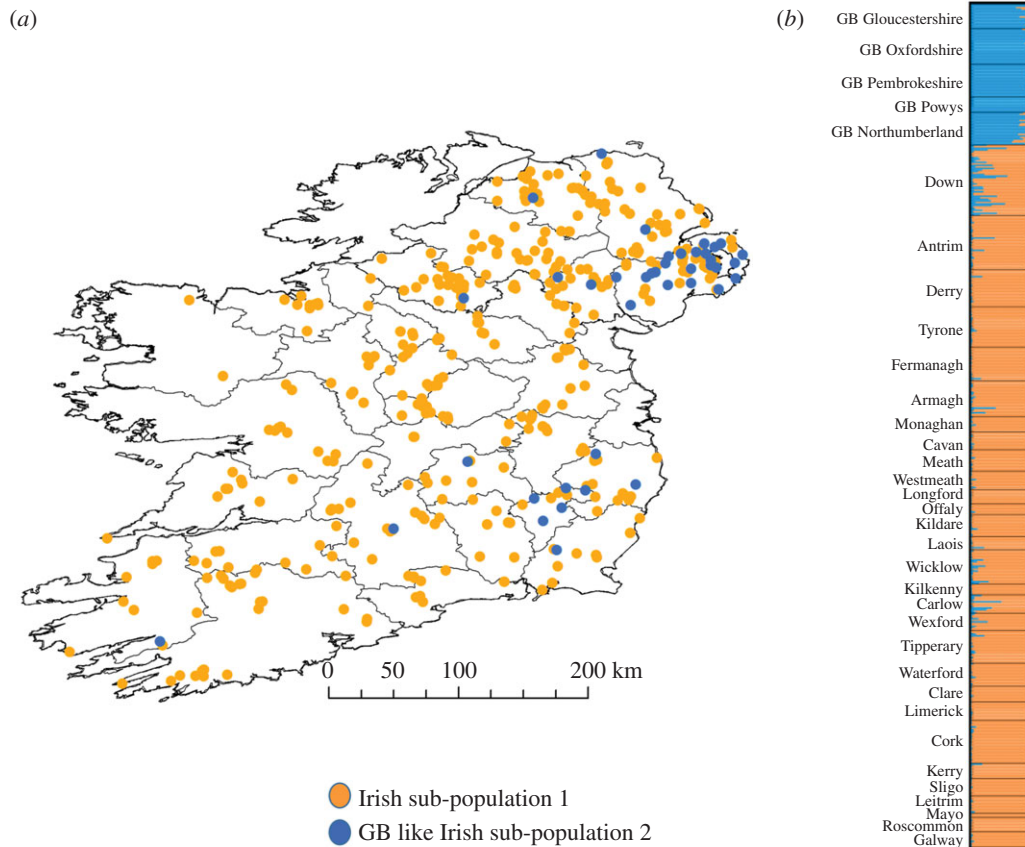 (a)
0 50 100 200 km
Irish sub-population 1
GB like Irish sub-population 2
(b)
GB Gloucestershire
GB Oxfordshire
GB Pembrokeshire
GB Powys
GB Northumberland
Down
Antrim
Derry
Tyrone
Fermanagh
Armagh
Monaghan
Cavan
Meath
Westmeath
Longford
Offaly
Kildare
Laois
Wicklow
Kilkenny
Carlow
Wexford
Tipperary
Waterford
Clare
Limerick
Cork
Kerry
Sligo
Leitrim
Mayo
Roscommon
Galway